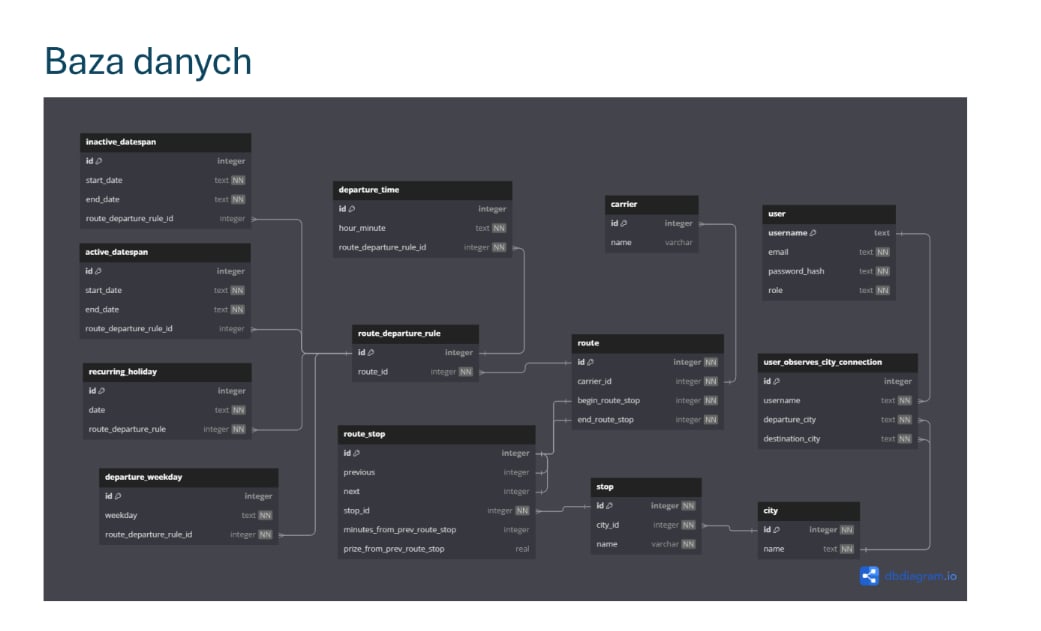 Baza danych
inactive_datespan
id integer
start_date text NN
end_date text NN
route_departure_rule_id integer
active_datespan
id integer
start_date text NN
end_date text NN
route_departure_rule_id integer
recurring_holiday
id integer
date text NN
route_departure_rule integer NN
departure_weekday
id integer
weekday text NN
route_departure_rule_id integer NN
departure_time
id integer
hour_minute text NN
route_departure_rule_id integer NN
route_departure_rule
id integer
route_id integer NN
route_stop
id integer
previous integer
next integer
stop_id integer NN
minutes_from_prev_route_stop integer
prize_from_prev_route_stop real
carrier
id integer
name varchar
route
id integer NN
carrier_id integer NN
begin_route_stop integer NN
end_route_stop integer NN
stop
id integer NN
city_id integer NN
name varchar NN
user
username text
email text NN
password_hash text NN
role text NN
user_observes_city_connection
id integer
username text NN
departure_city text NN
destination_city text NN
city
id integer NN
name text NN
dbdiagram.io